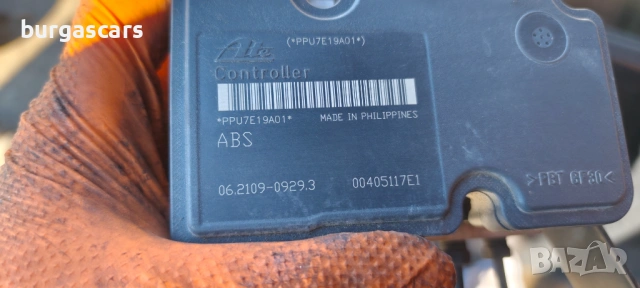 burgascars
Ate
(*PPU7E19A01*)
Controller
*PPU7E19A01*
MADE IN PHILIPPINES
ABS
06.2109-0929.3
00405117E1
>PBT GF30<
BAZAR